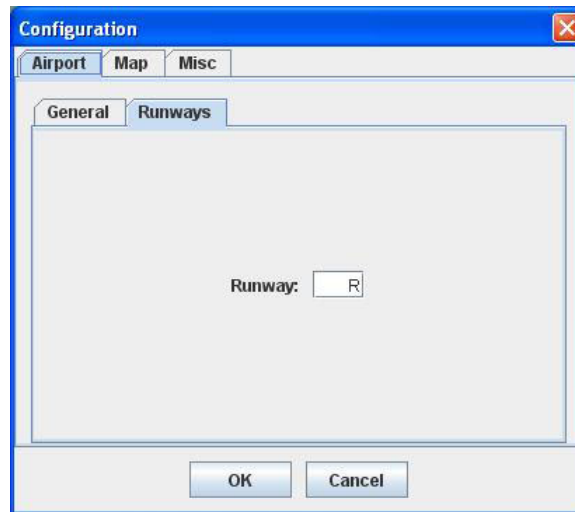 Configuration
Airport Map Misc
General Runways
Runway: R
OK Cancel